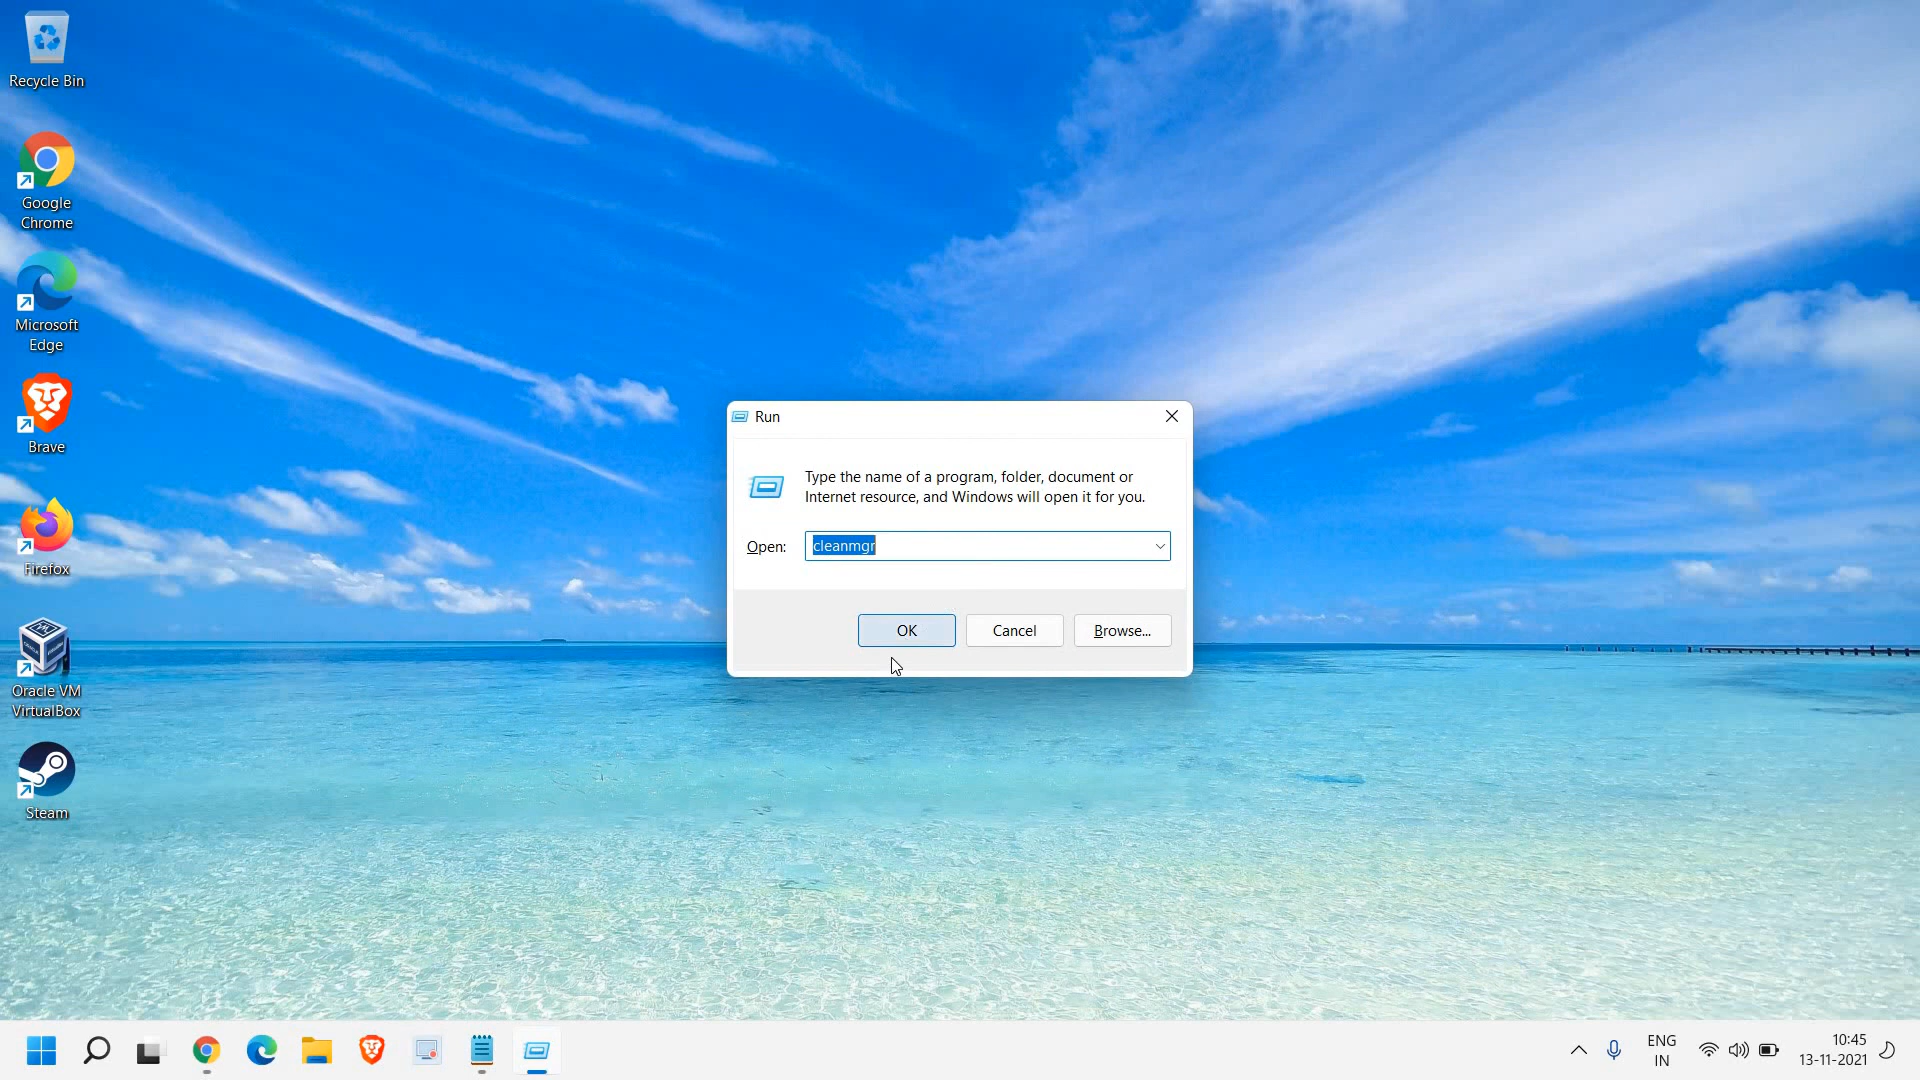 Recycle Bin
Google
Chrome
Microsoft
Edge
Brave
Firefox
Oracle VM
VirtualBox
Steam
Run
Type the name of a program, folder, document or
Internet resource, and Windows will open it for you.
Open:
cleanmgr
OK
Cancel
Browse...
ENG
IN
10:45
13-11-2021